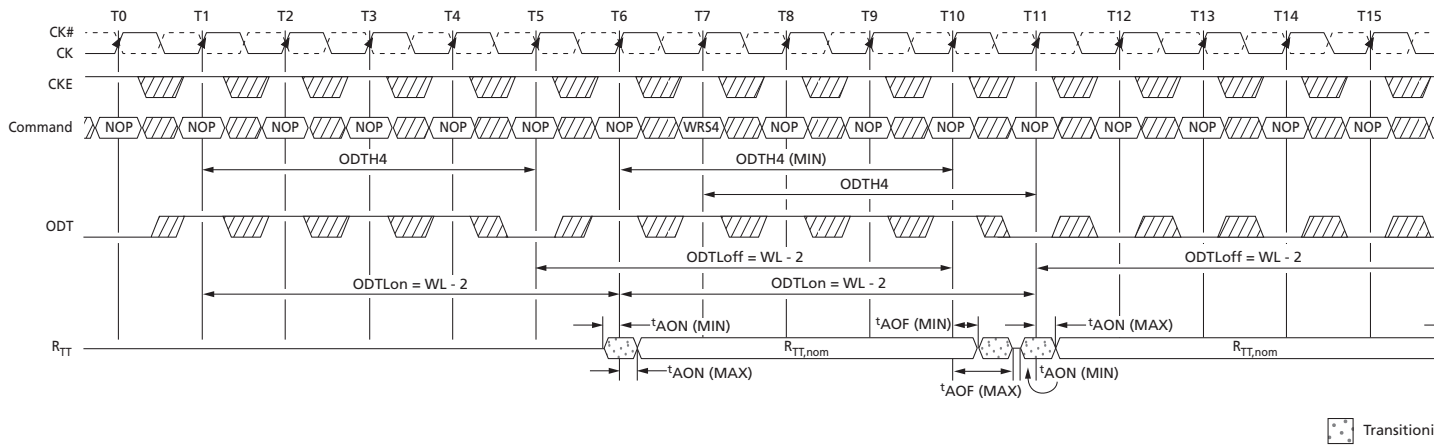 T0 T1 T2 T3 T4 T5 T6 T7 T8 T9 T10 T11 T12 T13 T14 T15
CK#
CK
CKE
Command NOP NOP NOP NOP NOP NOP NOP WRS4 NOP NOP NOP NOP NOP NOP NOP NOP
ODTH4 ODTH4 (MIN)
ODTH4
ODT
ODTLoff = WL - 2 ODTLoff = WL - 2
ODTLon = WL - 2 ODTLon = WL - 2
tAON (MIN) tAOF (MIN) tAON (MAX)
RTT RTT,nom RTT,nom
tAON (MAX) tAON (MIN)
tAOF (MAX)